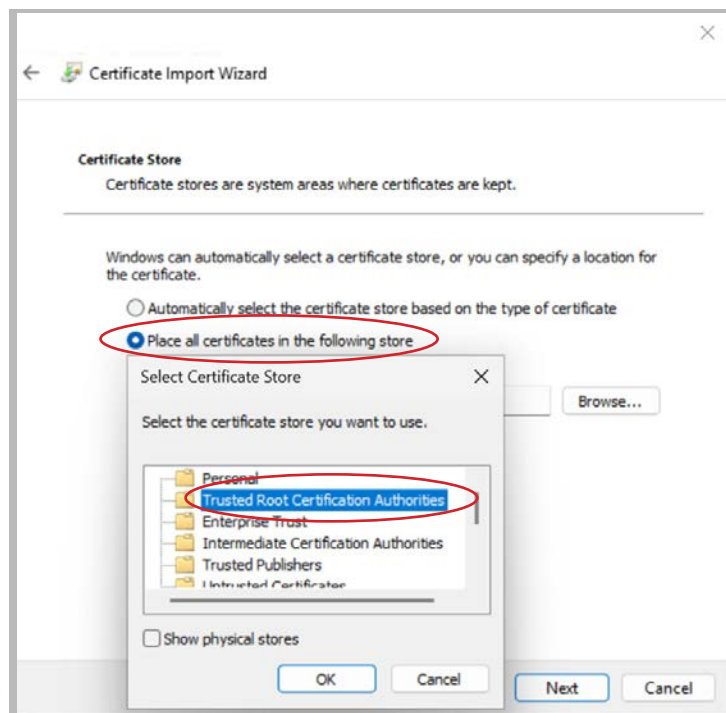 Certificate Import Wizard
Certificate Store
Certificate stores are system areas where certificates are kept.
Windows can automatically select a certificate store, or you can specify a location for
the certificate.
Automatically select the certificate store based on the type of certificate
Place all certificates in the following store
Browse...
Select Certificate Store
Select the certificate store you want to use.
Personal
Trusted Root Certification Authorities
Enterprise Trust
Intermediate Certification Authorities
Trusted Publishers
Untrusted Certificates
Show physical stores
OK Cancel
Next Cancel